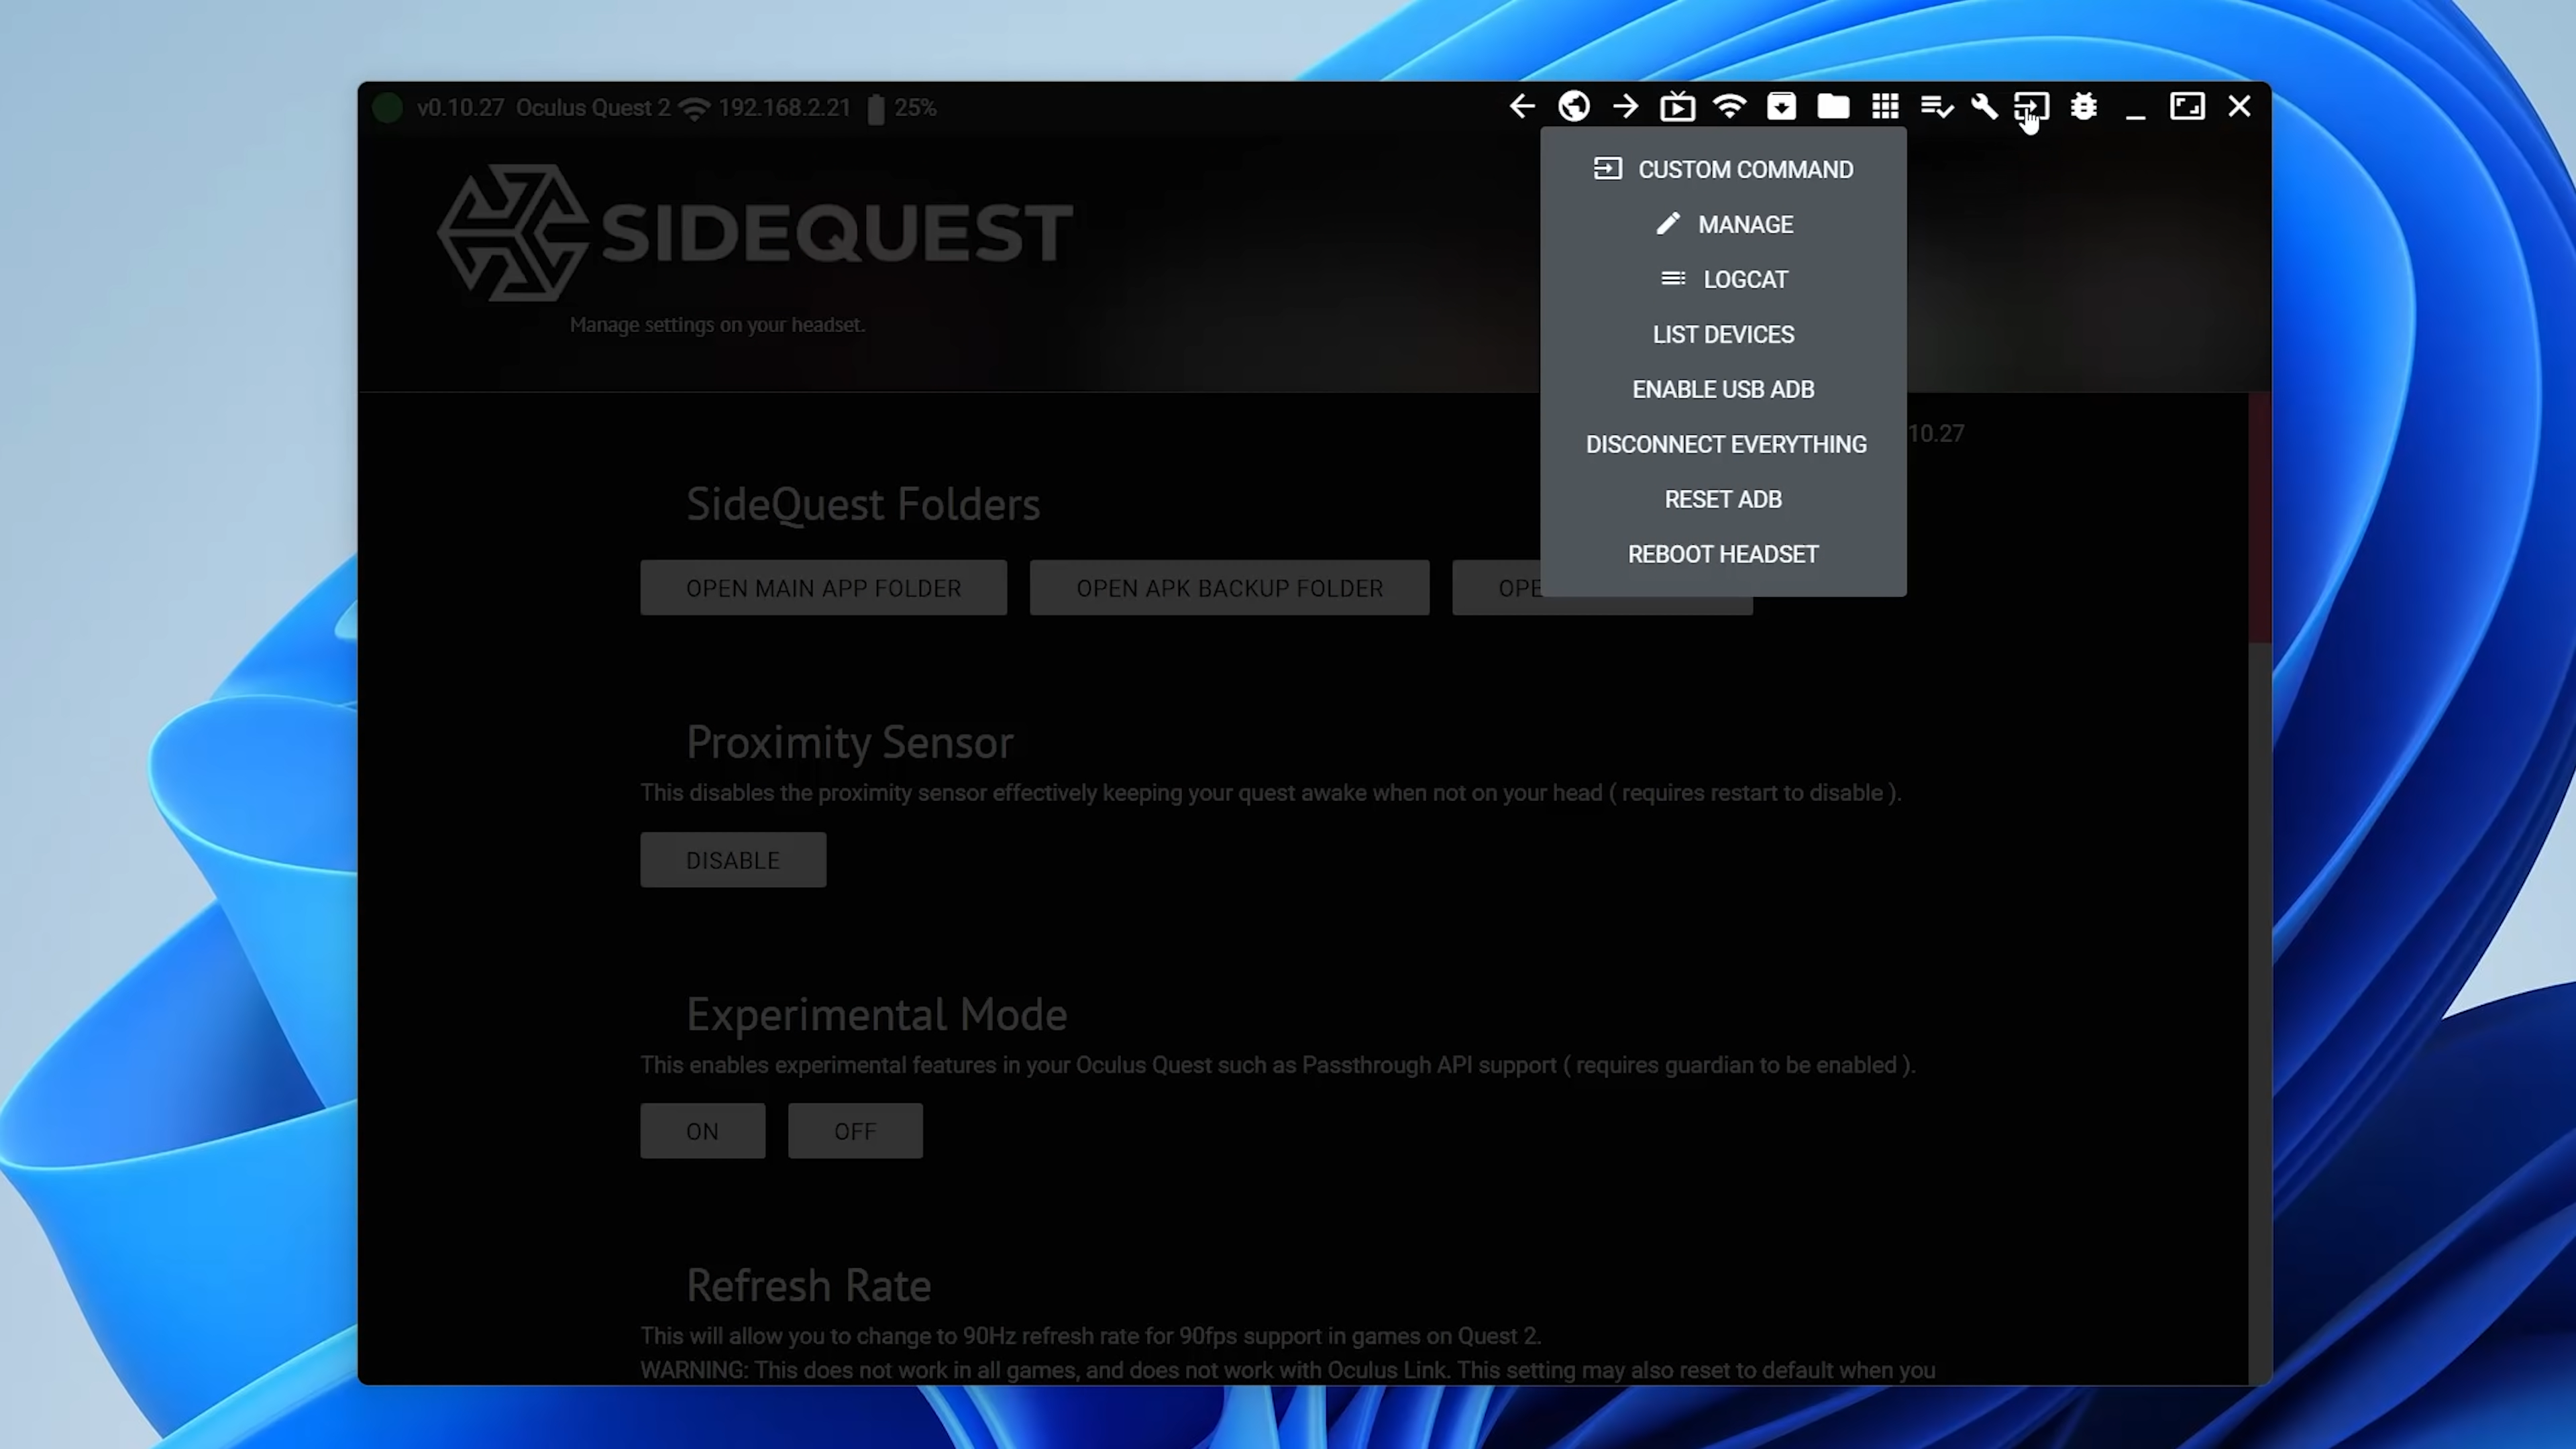 v0.10.27 Oculus Quest 2 192.168.2.21 25%
SIDEQUEST
Manage settings on your headset.
CUSTOM COMMAND
MANAGE
LOGCAT
LIST DEVICES
ENABLE USB ADB
DISCONNECT EVERYTHING
RESET ADB
REBOOT HEADSET
10.27
SideQuest Folders
OPEN MAIN APP FOLDER OPEN APK BACKUP FOLDER OPE
Proximity Sensor
This disables the proximity sensor effectively keeping your quest awake when not on your head ( requires restart to disable ).
DISABLE
Experimental Mode
This enables experimental features in your Oculus Quest such as Passthrough API support ( requires guardian to be enabled ).
ON OFF
Refresh Rate
This will allow you to change to 90Hz refresh rate for 90fps support in games on Quest 2.
WARNING: This does not work in all games, and does not work with Oculus Link. This setting may also reset to default when you